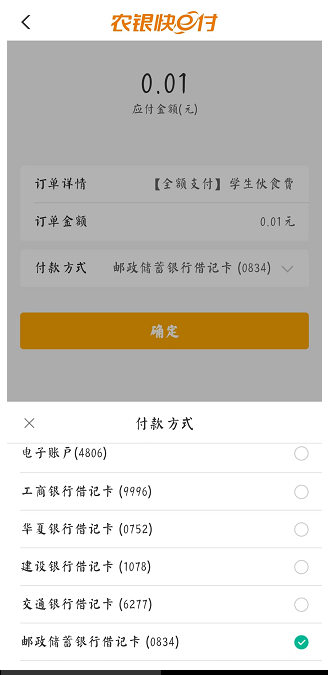 农银快e付
0.01
应付金额(元)
订单详情 【全额支付】学生伙食费
订单金额 0.01元
付款方式 邮政储蓄银行借记卡 (0834)
确定
付款方式
电子账户(4806)
工商银行借记卡 (9996)
华夏银行借记卡 (0752)
建设银行借记卡 (1078)
交通银行借记卡 (6277)
邮政储蓄银行借记卡 (0834)